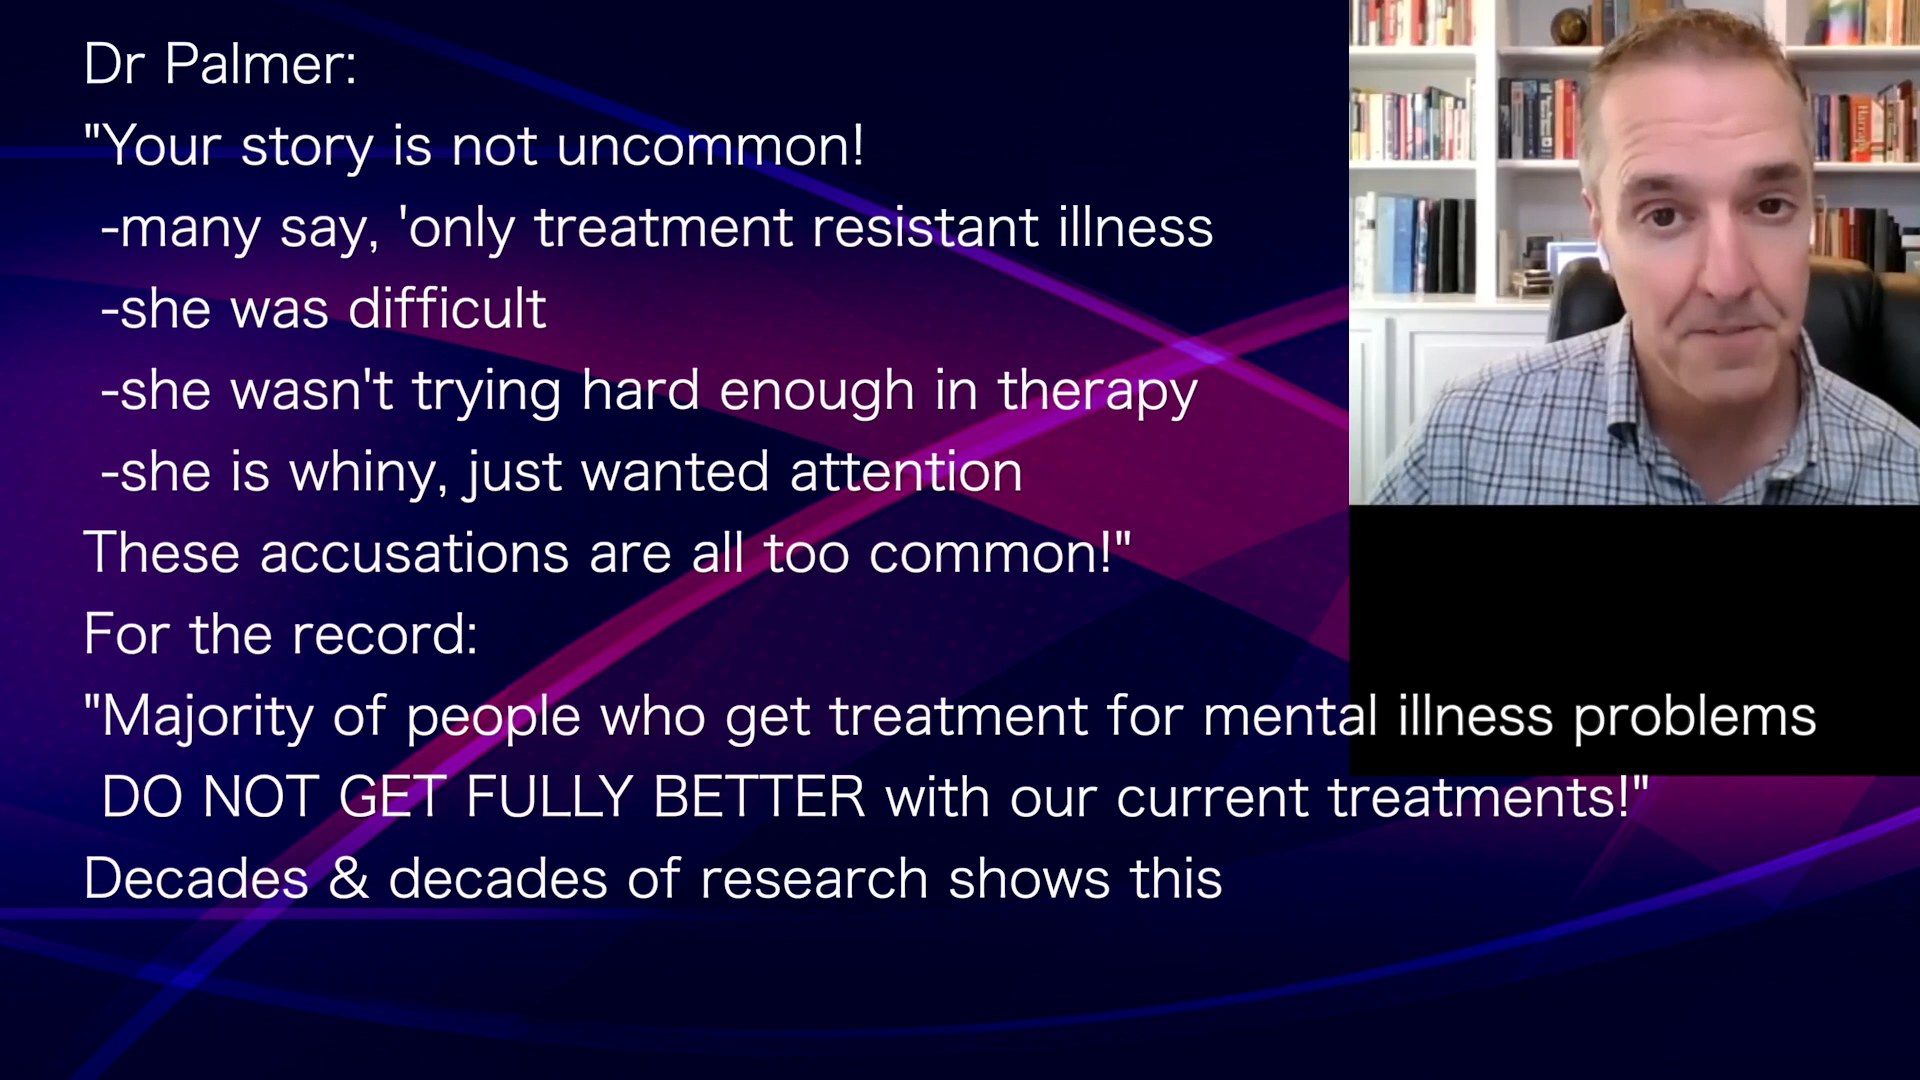 Dr Palmer:
"Your story is not uncommon!
-many say, 'only treatment resistant illness
-she was difficult
-she wasn't trying hard enough in therapy
-she is whiny, just wanted attention
These accusations are all too common!"
For the record:
"Majority of people who get treatment for mental illness problems
DO NOT GET FULLY BETTER with our current treatments!"
Decades & decades of research shows this